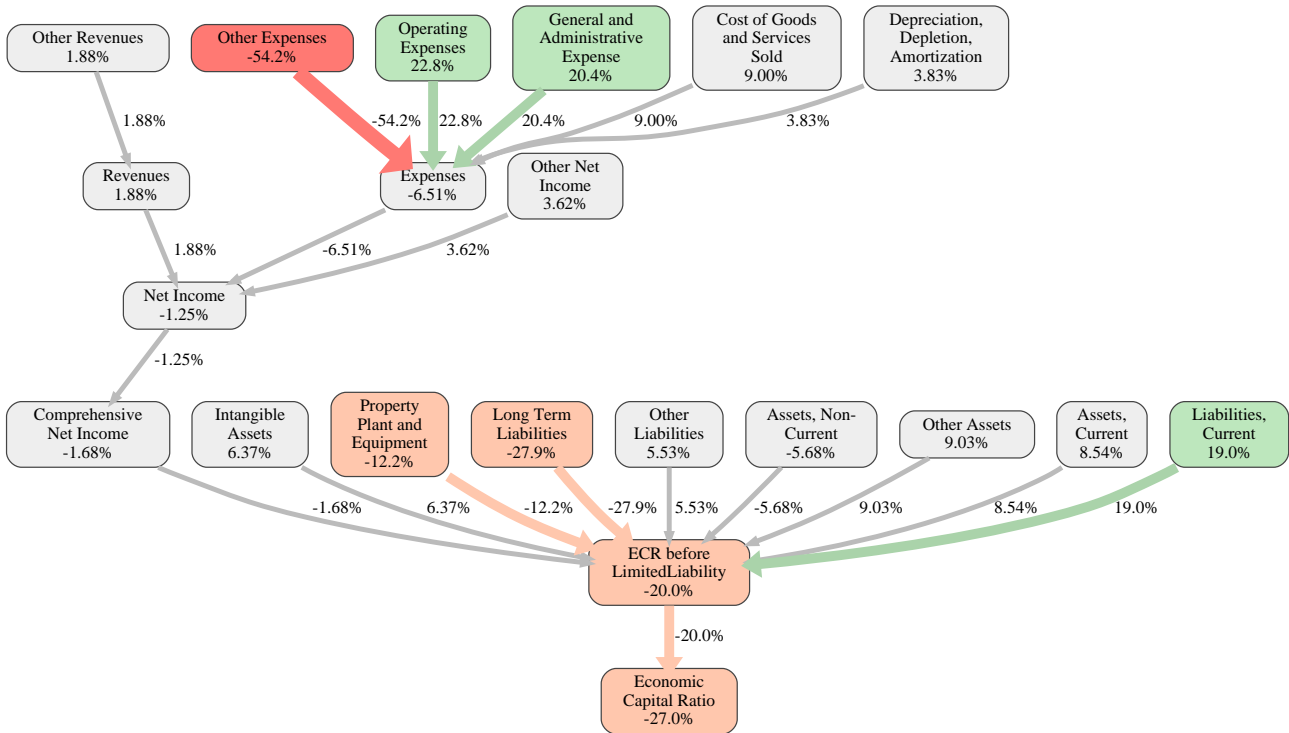 Other Revenues
1.88%
Other Expenses
-54.2%
Operating
Expenses
22.8%
General and
Administrative
Expense
20.4%
Cost of Goods
and Services
Sold
9.00%
Depreciation,
Depletion,
Amortization
3.83%
1.88%
-54.2%
22.8%
20.4%
9.00%
3.83%
Revenues
1.88%
Expenses
-6.51%
Other Net
Income
3.62%
1.88%
-6.51%
3.62%
Net Income
-1.25%
-1.25%
Comprehensive
Net Income
-1.68%
Intangible
Assets
6.37%
Property
Plant and
Equipment
-12.2%
Long Term
Liabilities
-27.9%
Other
Liabilities
5.53%
Assets, Non-
Current
-5.68%
Other Assets
9.03%
Assets,
Current
8.54%
Liabilities,
Current
19.0%
-1.68%
6.37%
-12.2%
-27.9%
5.53%
-5.68%
9.03%
8.54%
19.0%
ECR before
LimitedLiability
-20.0%
-20.0%
Economic
Capital Ratio
-27.0%